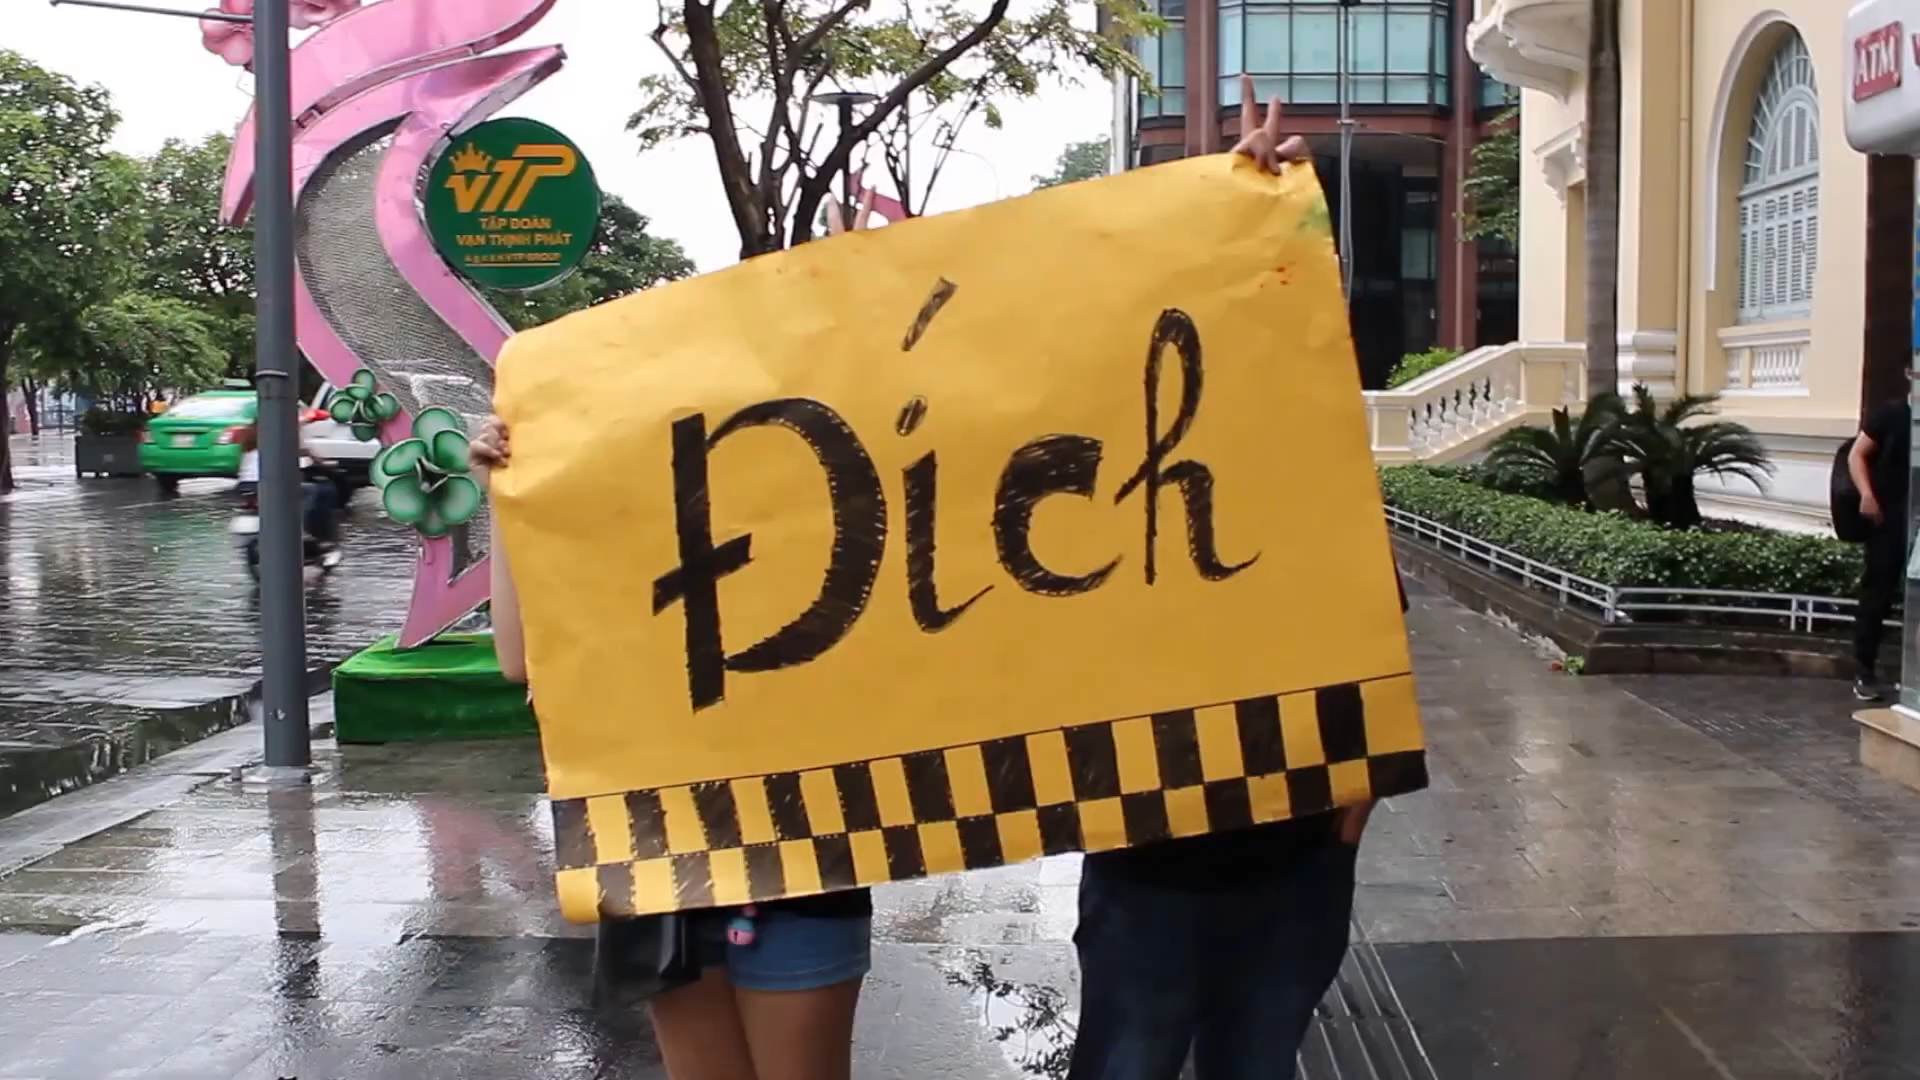 VTP
TẬP ĐOÀN
VẠN THỊNH PHÁT
Đích
ATM